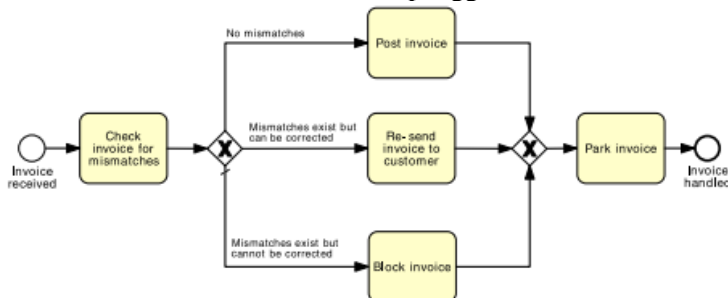 No mismatches
Post invoice
Invoice
received
Check
invoice for
mismatches
X
Mismatches exist but
can be corrected
Re-send
invoice to
customer
X
Park invoice
Invoice
handled
Mismatches exist but
cannot be corrected
Block invoice